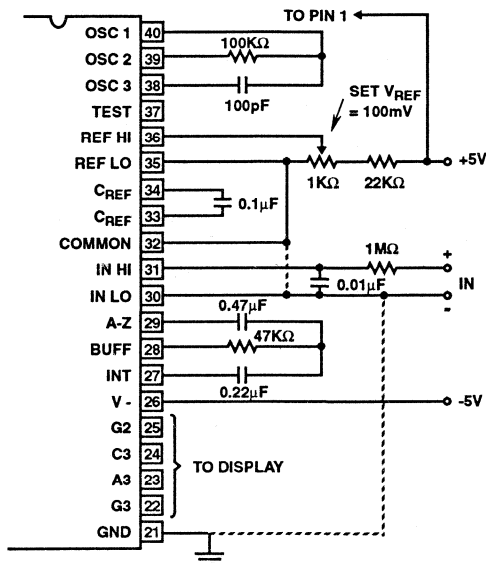 TO PIN 1
OSC 1 40
100KΩ
OSC 2 39
OSC 3 38
100pF
TEST 37
SET VREF
= 100mV
REF HI 36
REF LO 35
+5V
1KΩ 22KΩ
CREF 34
0.1µF
CREF 33
COMMON 32
1MΩ
+
IN HI 31
0.01µF
IN
IN LO 30
-
0.47µF
A-Z 29
47KΩ
BUFF 28
INT 27
0.22µF
V - 26
-5V
G2 25
C3 24
TO DISPLAY
A3 23
G3 22
GND 21